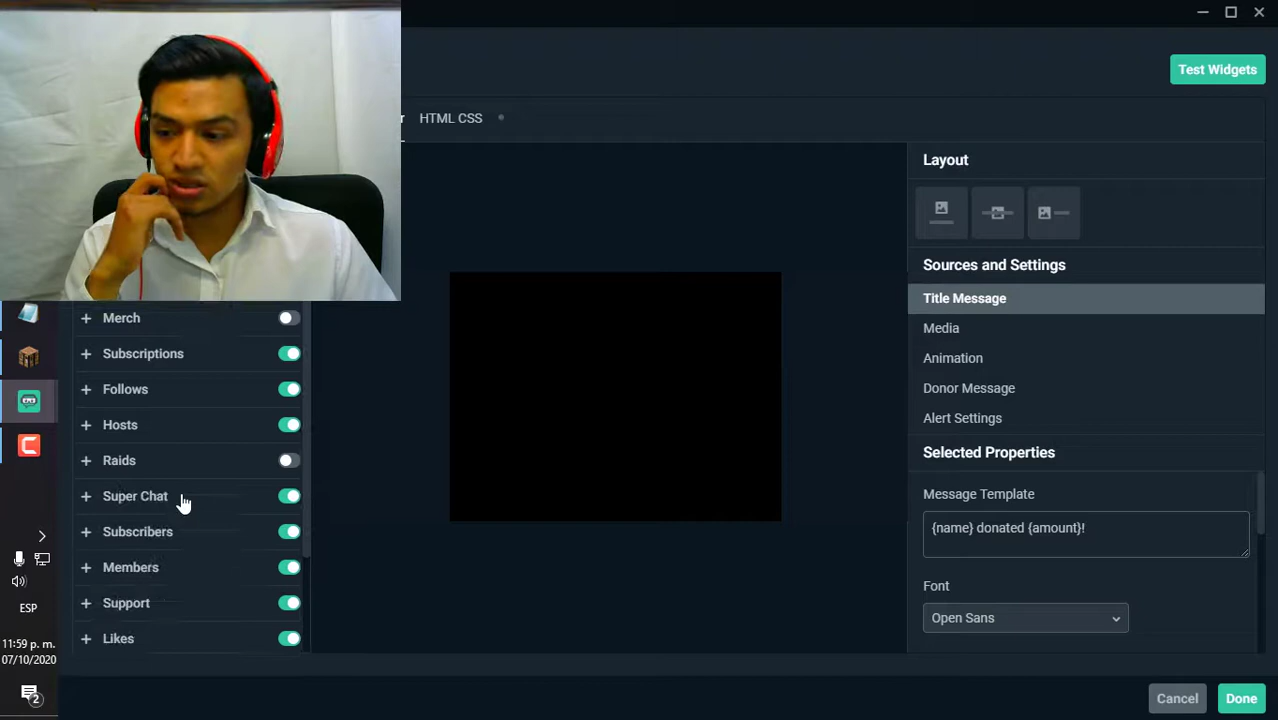 Test Widgets
HTML CSS
Layout
Sources and Settings
Title Message
Media
Animation
Donor Message
Alert Settings
Selected Properties
Message Template
{name} donated {amount}!
Font
Open Sans
Merch
Subscriptions
Follows
Hosts
Raids
Super Chat
Subscribers
Members
Support
Likes
ESP
11:59 p. m.
07/10/2020
2
Cancel
Done